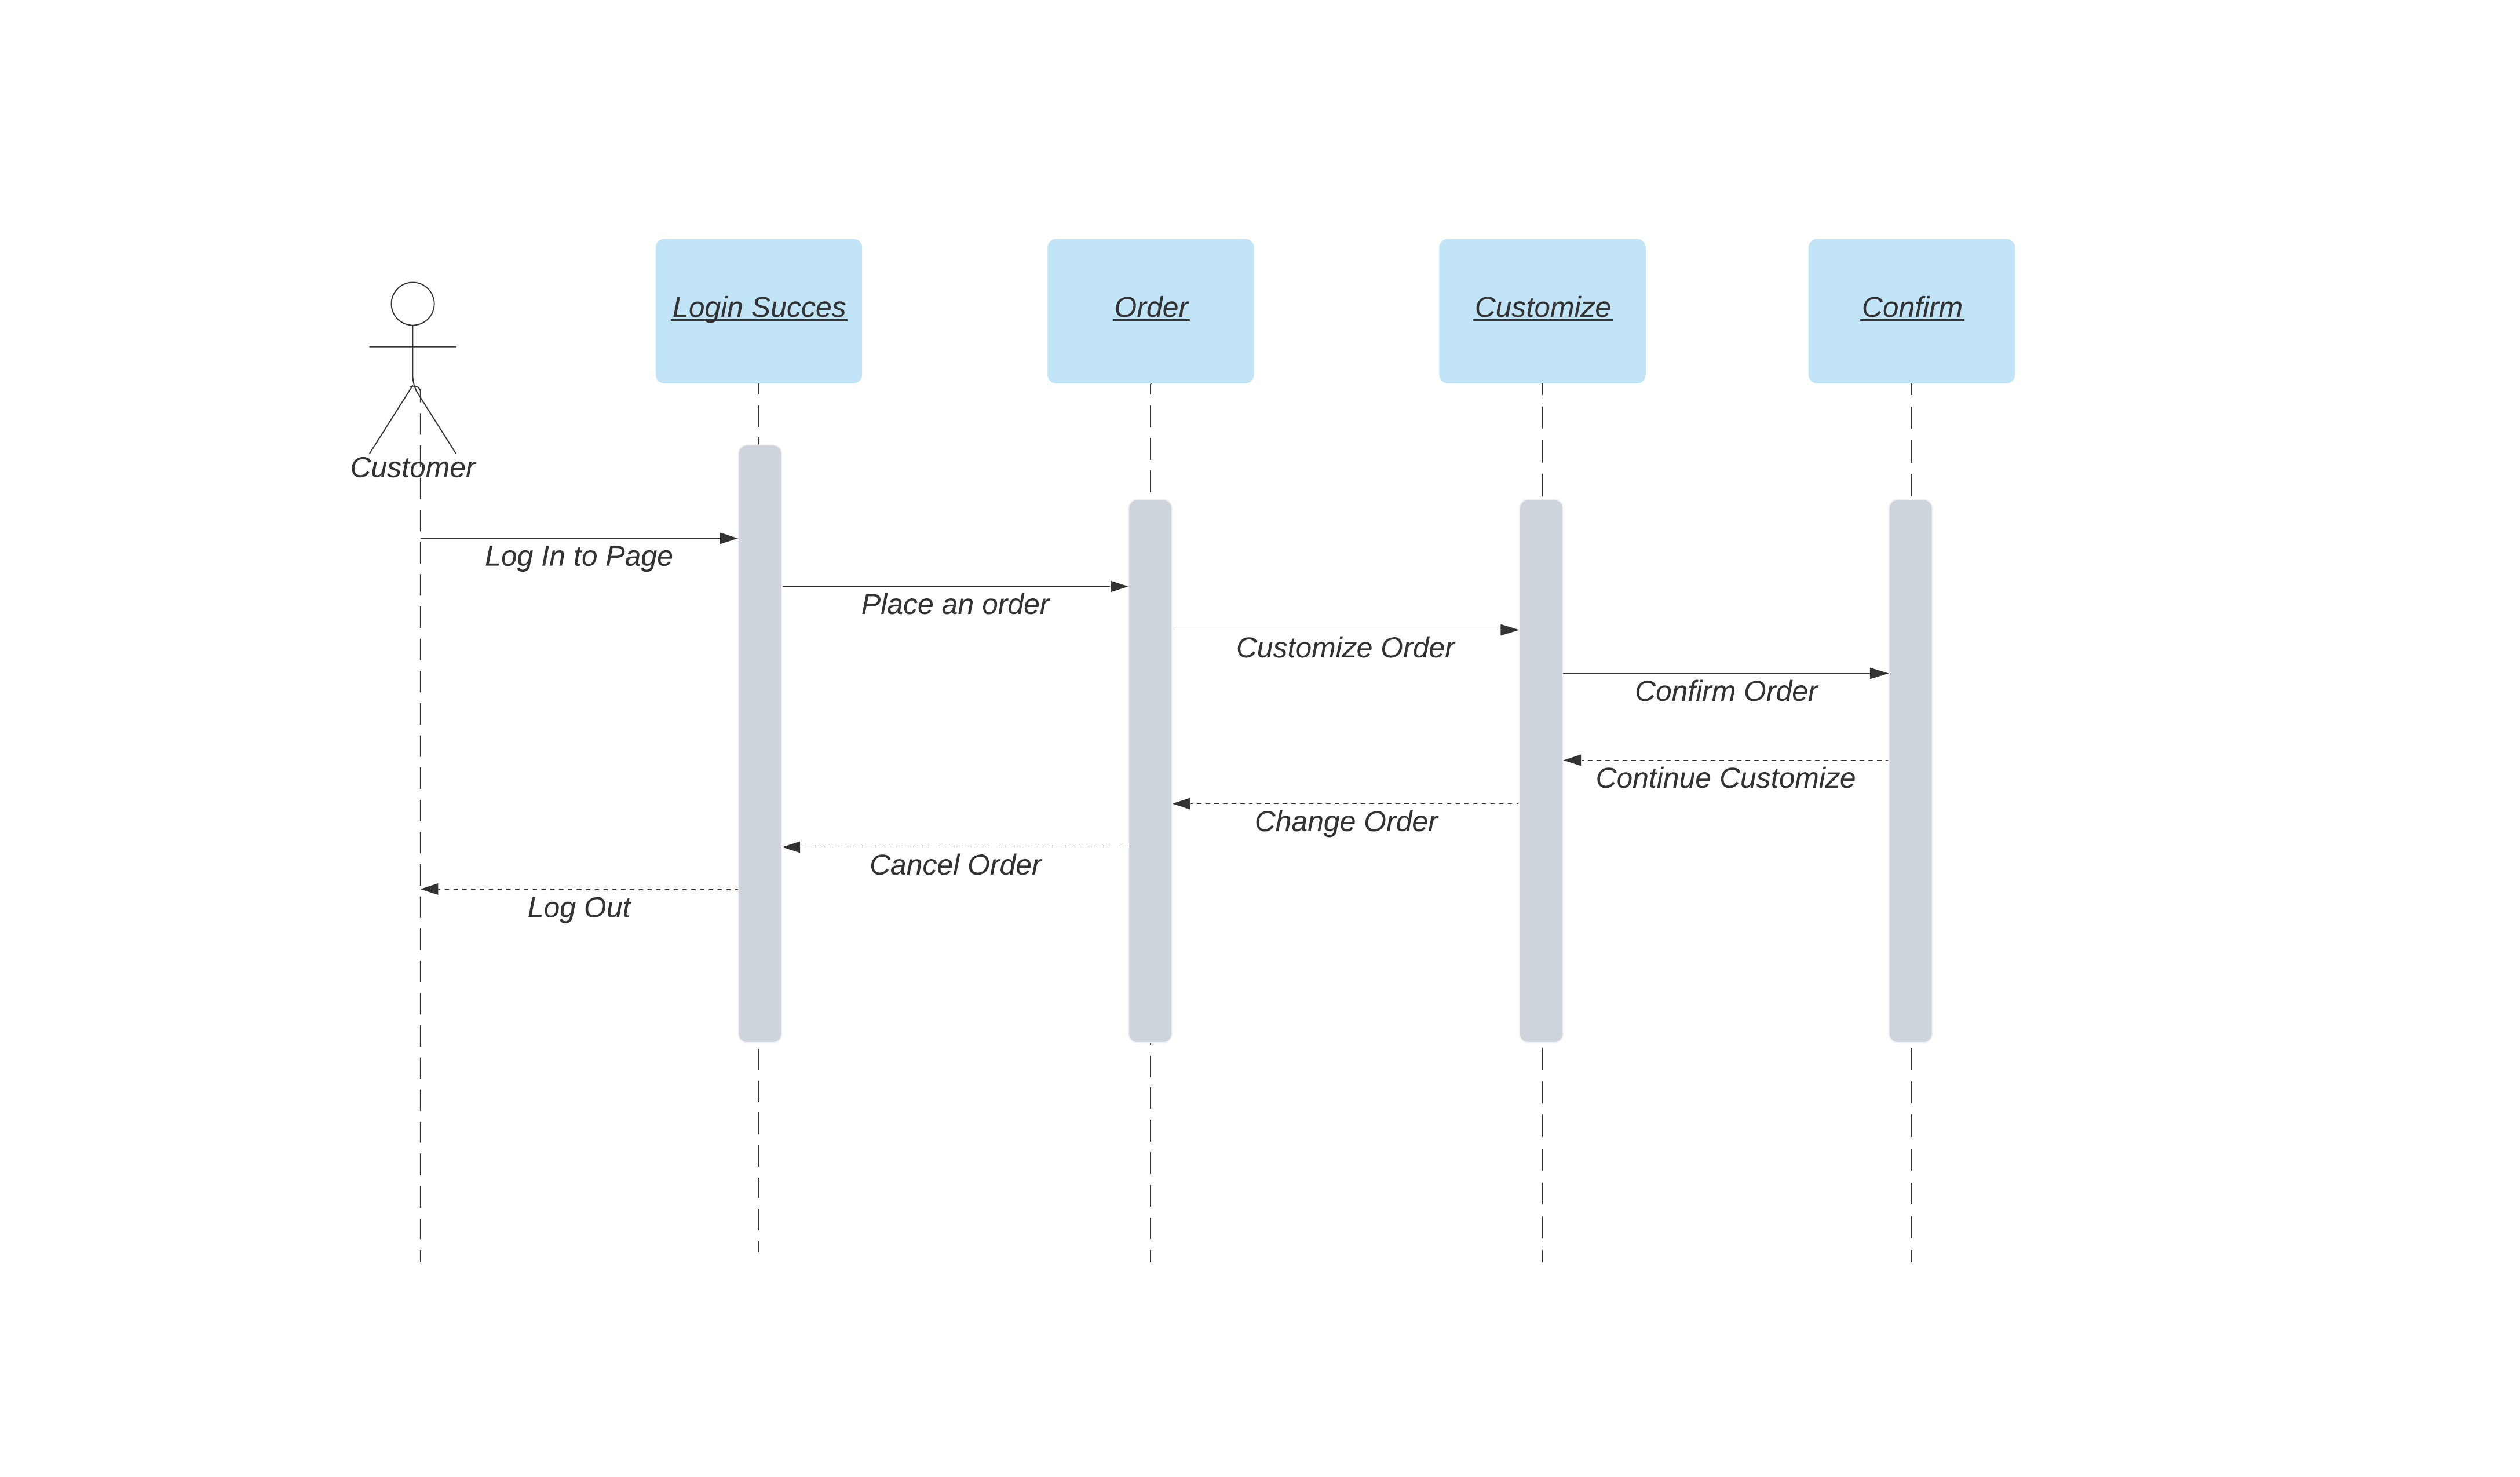 Login Succes
Order
Customize
Confirm
Customer
Log In to Page
Place an order
Customize Order
Confirm Order
Continue Customize
Change Order
Cancel Order
Log Out